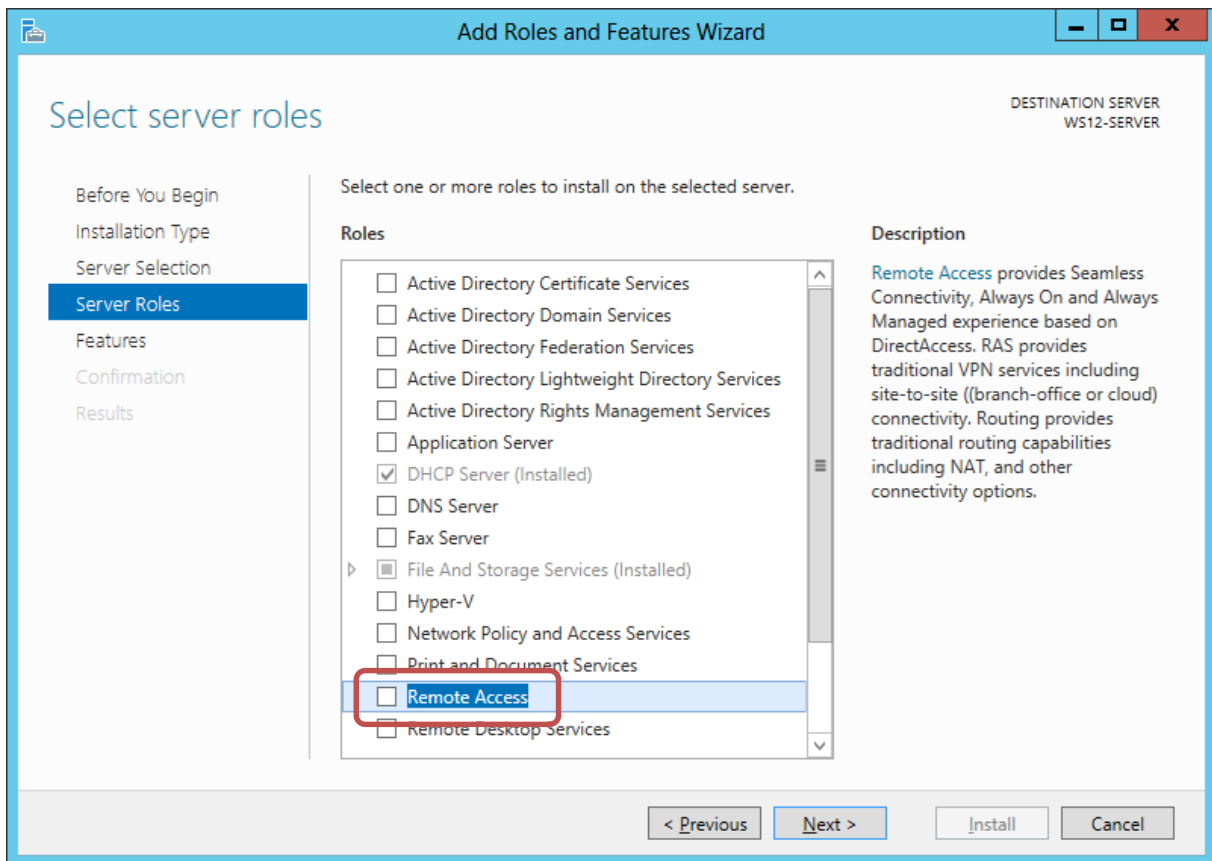 Add Roles and Features Wizard
Select server roles
DESTINATION SERVER
WS12-SERVER
Before You Begin
Installation Type
Server Selection
Server Roles
Features
Confirmation
Results
Select one or more roles to install on the selected server.
Roles
Active Directory Certificate Services
Active Directory Domain Services
Active Directory Federation Services
Active Directory Lightweight Directory Services
Active Directory Rights Management Services
Application Server
DHCP Server (Installed)
DNS Server
Fax Server
File And Storage Services (Installed)
Hyper-V
Network Policy and Access Services
Print and Document Services
Remote Access
Remote Desktop Services
Description
Remote Access provides Seamless
Connectivity, Always On and Always
Managed experience based on
DirectAccess. RAS provides
traditional VPN services including
site-to-site ((branch-office or cloud)
connectivity. Routing provides
traditional routing capabilities
including NAT, and other
connectivity options.
< Previous
Next >
Install
Cancel